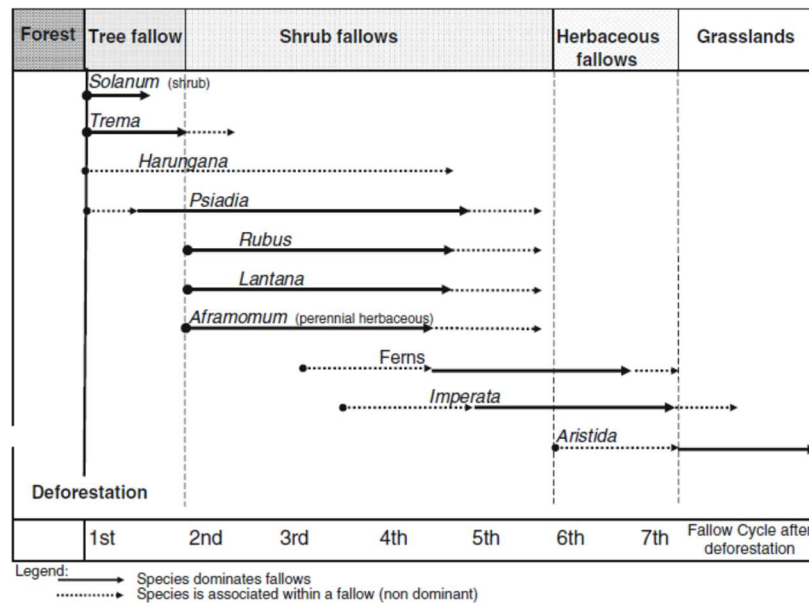 Forest Tree fallow Shrub fallows Herbaceous fallows Grasslands
Solanum (shrub)
Trema
Harungana
Psiadia
Rubus
Lantana
Aframomum (perennial herbaceous)
Ferns
Imperata
Aristida
Deforestation
1st 2nd 3rd 4th 5th 6th 7th Fallow Cycle after deforestation
Legend:
Species dominates fallows
Species is associated within a fallow (non dominant)